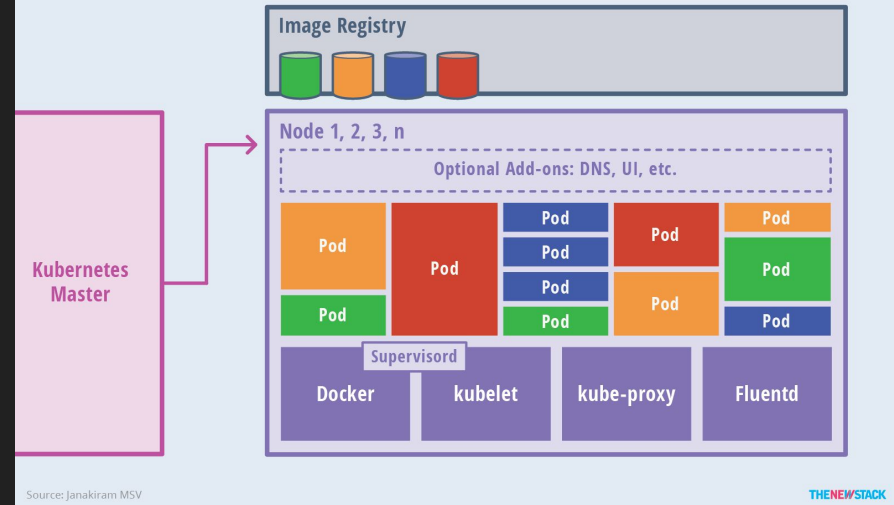 Image Registry
Node 1, 2, 3, n
Optional Add-ons: DNS, UI, etc.
Kubernetes
Master
Pod
Pod
Pod
Pod
Pod
Pod
Pod
Pod
Pod
Pod
Pod
Pod
Supervisord
Docker
kubelet
kube-proxy
Fluentd
Source: Janakiram MSV
THENEWSTACK